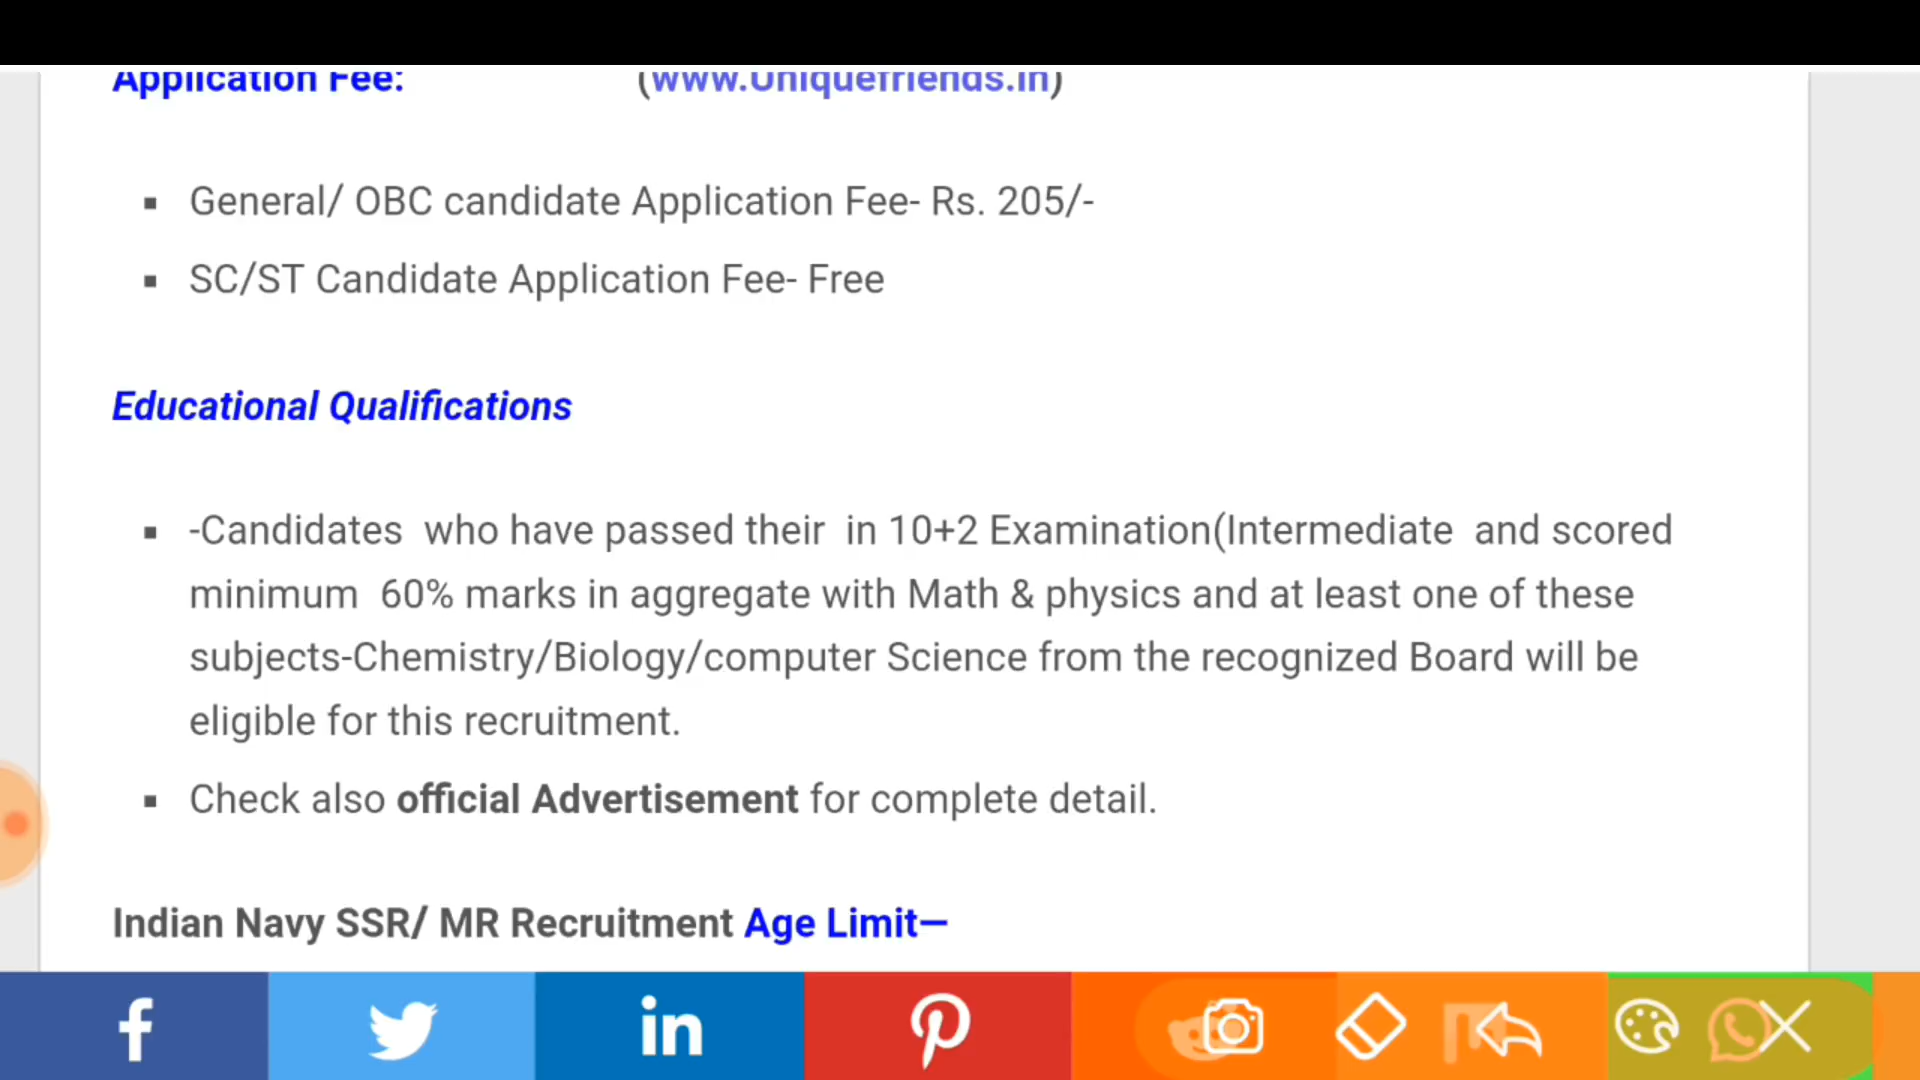 Application Fee: (www.Uniquefriends.in)
▪ General/ OBC candidate Application Fee- Rs. 205/-
▪ SC/ST Candidate Application Fee- Free
Educational Qualifications
▪ -Candidates who have passed their in 10+2 Examination(Intermediate and scored
minimum 60% marks in aggregate with Math & physics and at least one of these
subjects-Chemistry/Biology/computer Science from the recognized Board will be
eligible for this recruitment.
▪ Check also official Advertisement for complete detail.
Indian Navy SSR/ MR Recruitment Age Limit—